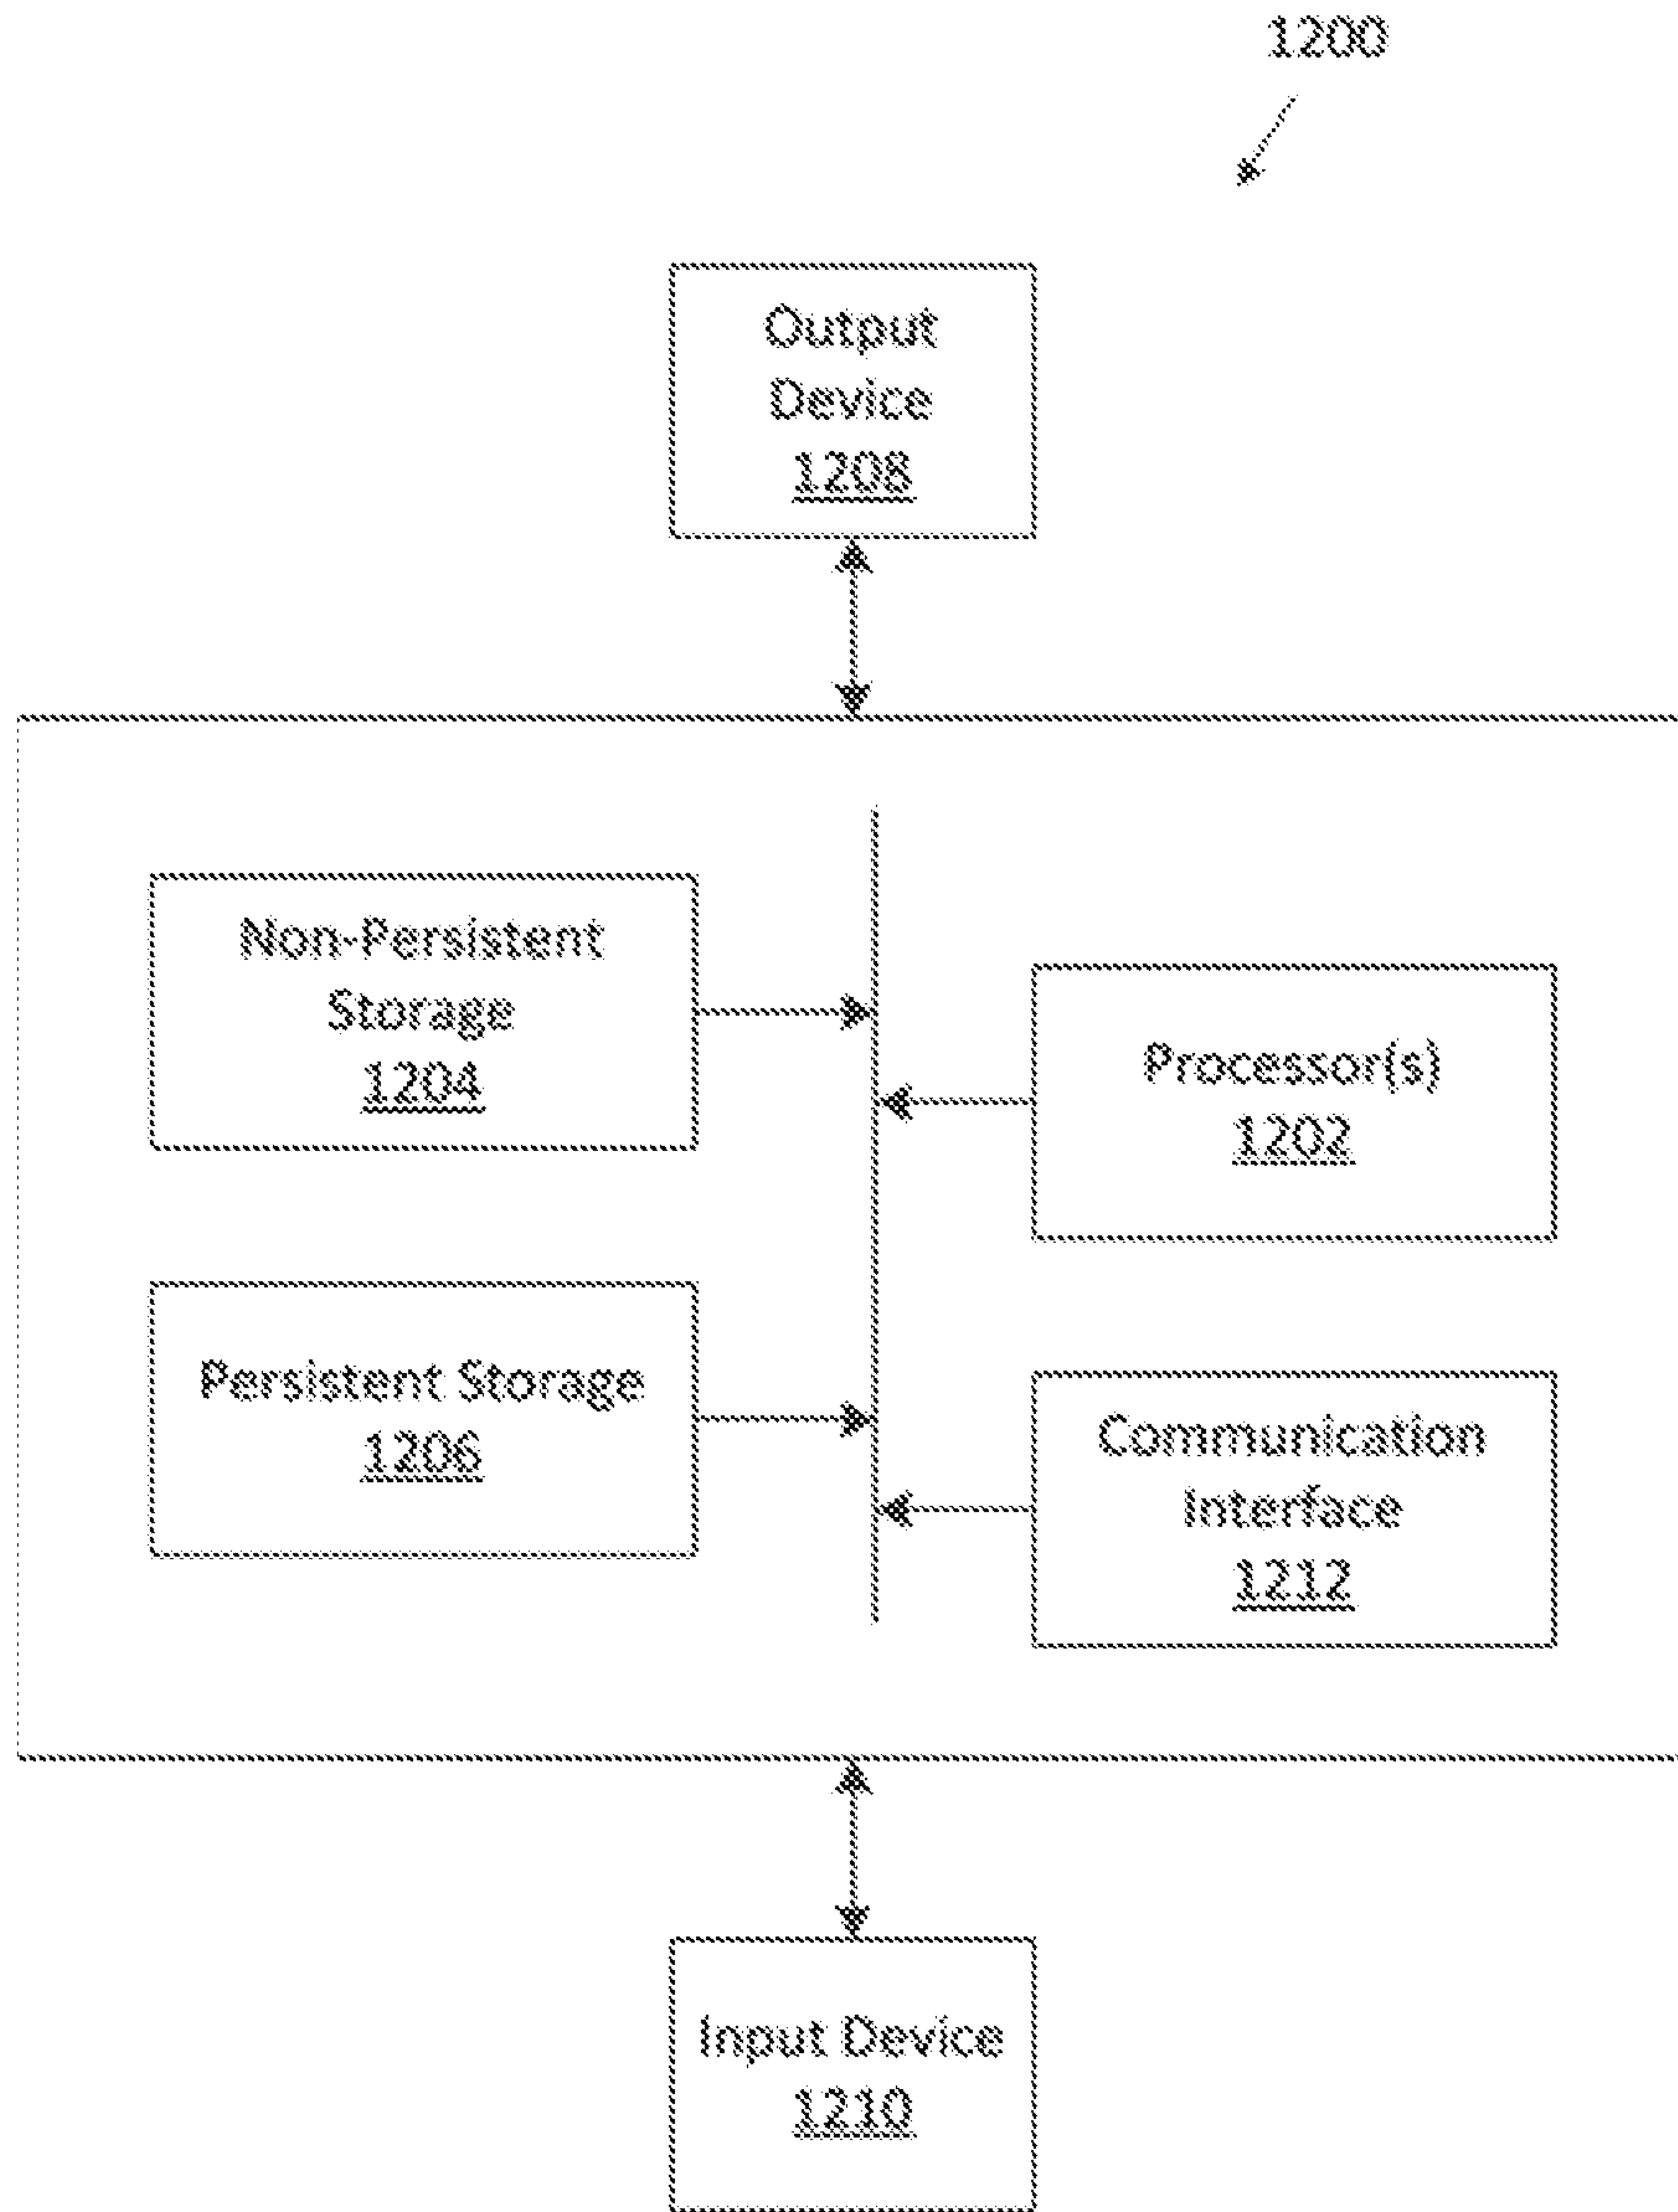 1200
Output
Device
1208
Non-Persistent
Storage
1204
Processor(s)
1202
Persistent Storage
1206
Communication
Interface
1212
Input Device
1210